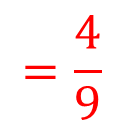 = 4/9